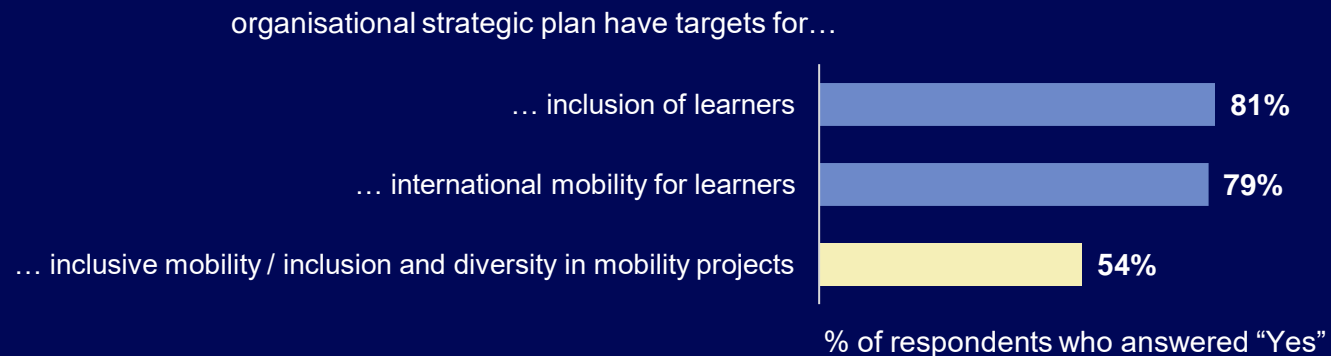 organisational strategic plan have targets for…
… inclusion of learners
81%
… international mobility for learners
79%
… inclusive mobility / inclusion and diversity in mobility projects
54%
% of respondents who answered “Yes”